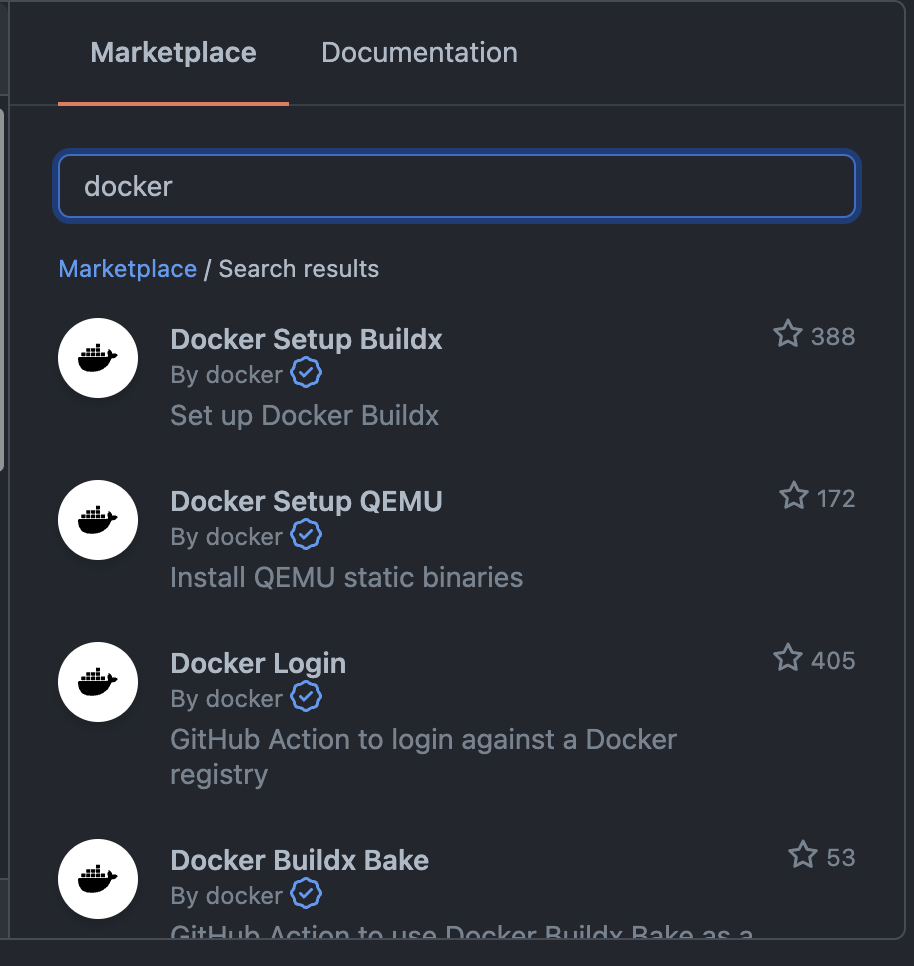 Marketplace Documentation
docker
Marketplace / Search results
Docker Setup Buildx 388
By docker
Set up Docker Buildx
Docker Setup QEMU 172
By docker
Install QEMU static binaries
Docker Login 405
By docker
GitHub Action to login against a Docker
registry
Docker Buildx Bake 53
By docker
GitHub Action to use Docker Buildx Bake as a